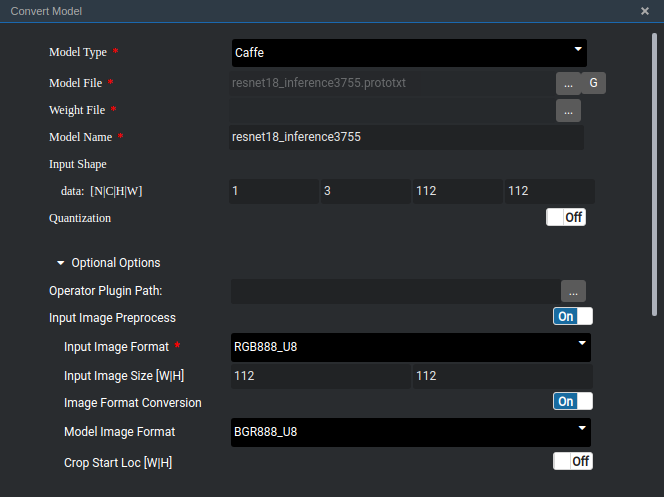 Convert Model ×
Model Type * Caffe
Model File * resnet18_inference3755.prototxt ... G
Weight File * ...
Model Name * resnet18_inference3755
Input Shape
data: [N|C|H|W] 1 3 112 112
Quantization Off
Optional Options
Operator Plugin Path: ...
Input Image Preprocess On
Input Image Format * RGB888_U8
Input Image Size [W|H] 112 112
Image Format Conversion On
Model Image Format BGR888_U8
Crop Start Loc [W|H] Off